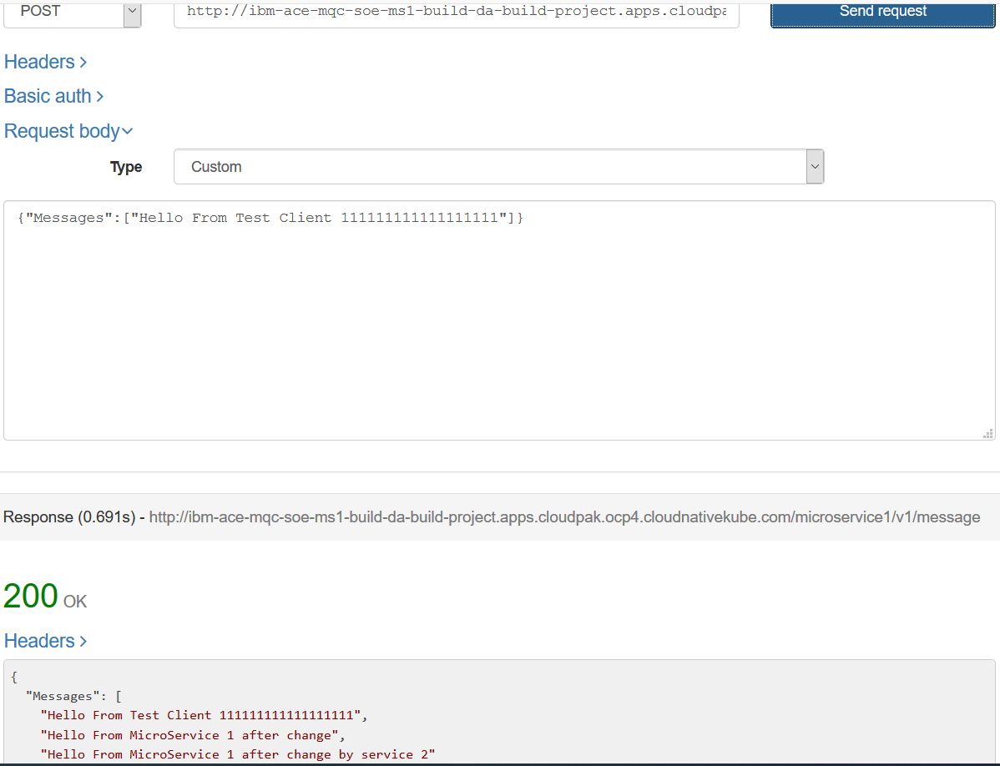 POST
http://ibm-ace-mqc-soe-ms1-build-da-build-project.apps.cloudpa
Send request
Headers
Basic auth
Request body
Type
Custom
{"Messages":["Hello From Test Client 111111111111111111"]}
Response (0.691s) - http://ibm-ace-mqc-soe-ms1-build-da-build-project.apps.cloudpak.ocp4.cloudnativekube.com/microservice1/v1/message
200 OK
Headers
{
"Messages": [
"Hello From Test Client 111111111111111111",
"Hello From MicroService 1 after change",
"Hello From MicroService 1 after change by service 2"